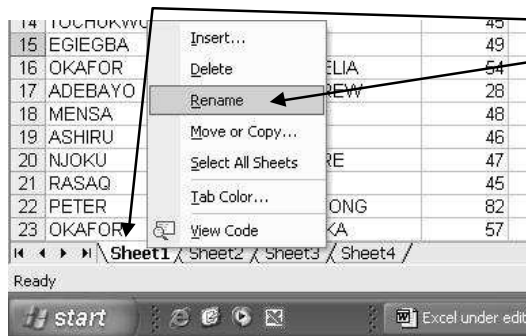 14 TOCHUKWU 45
15 EGIEGBA Insert... 49
16 OKAFOR Delete ELIA 54
17 ADEBAYO Rename REW 28
18 MENSA 48
19 ASHIRU Move or Copy... 46
20 NJOKU Select All Sheets RE 47
21 RASAQ 45
22 PETER Tab Color... ONG 82
23 OKAFOR View Code KA 57
Sheet1 Sheet2 Sheet3 Sheet4
Ready
start Excel under edit